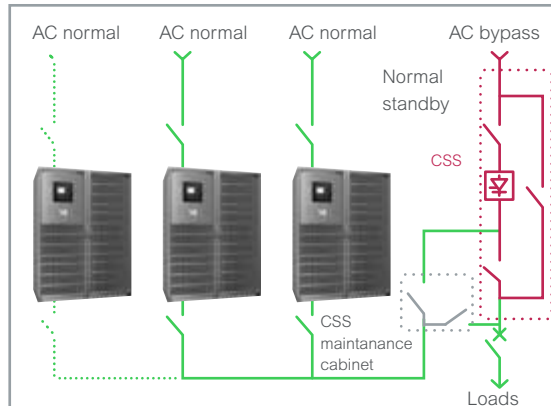 AC normal
AC normal
AC normal
AC bypass
Normal
standby
CSS
CSS
maintanance
cabinet
Loads